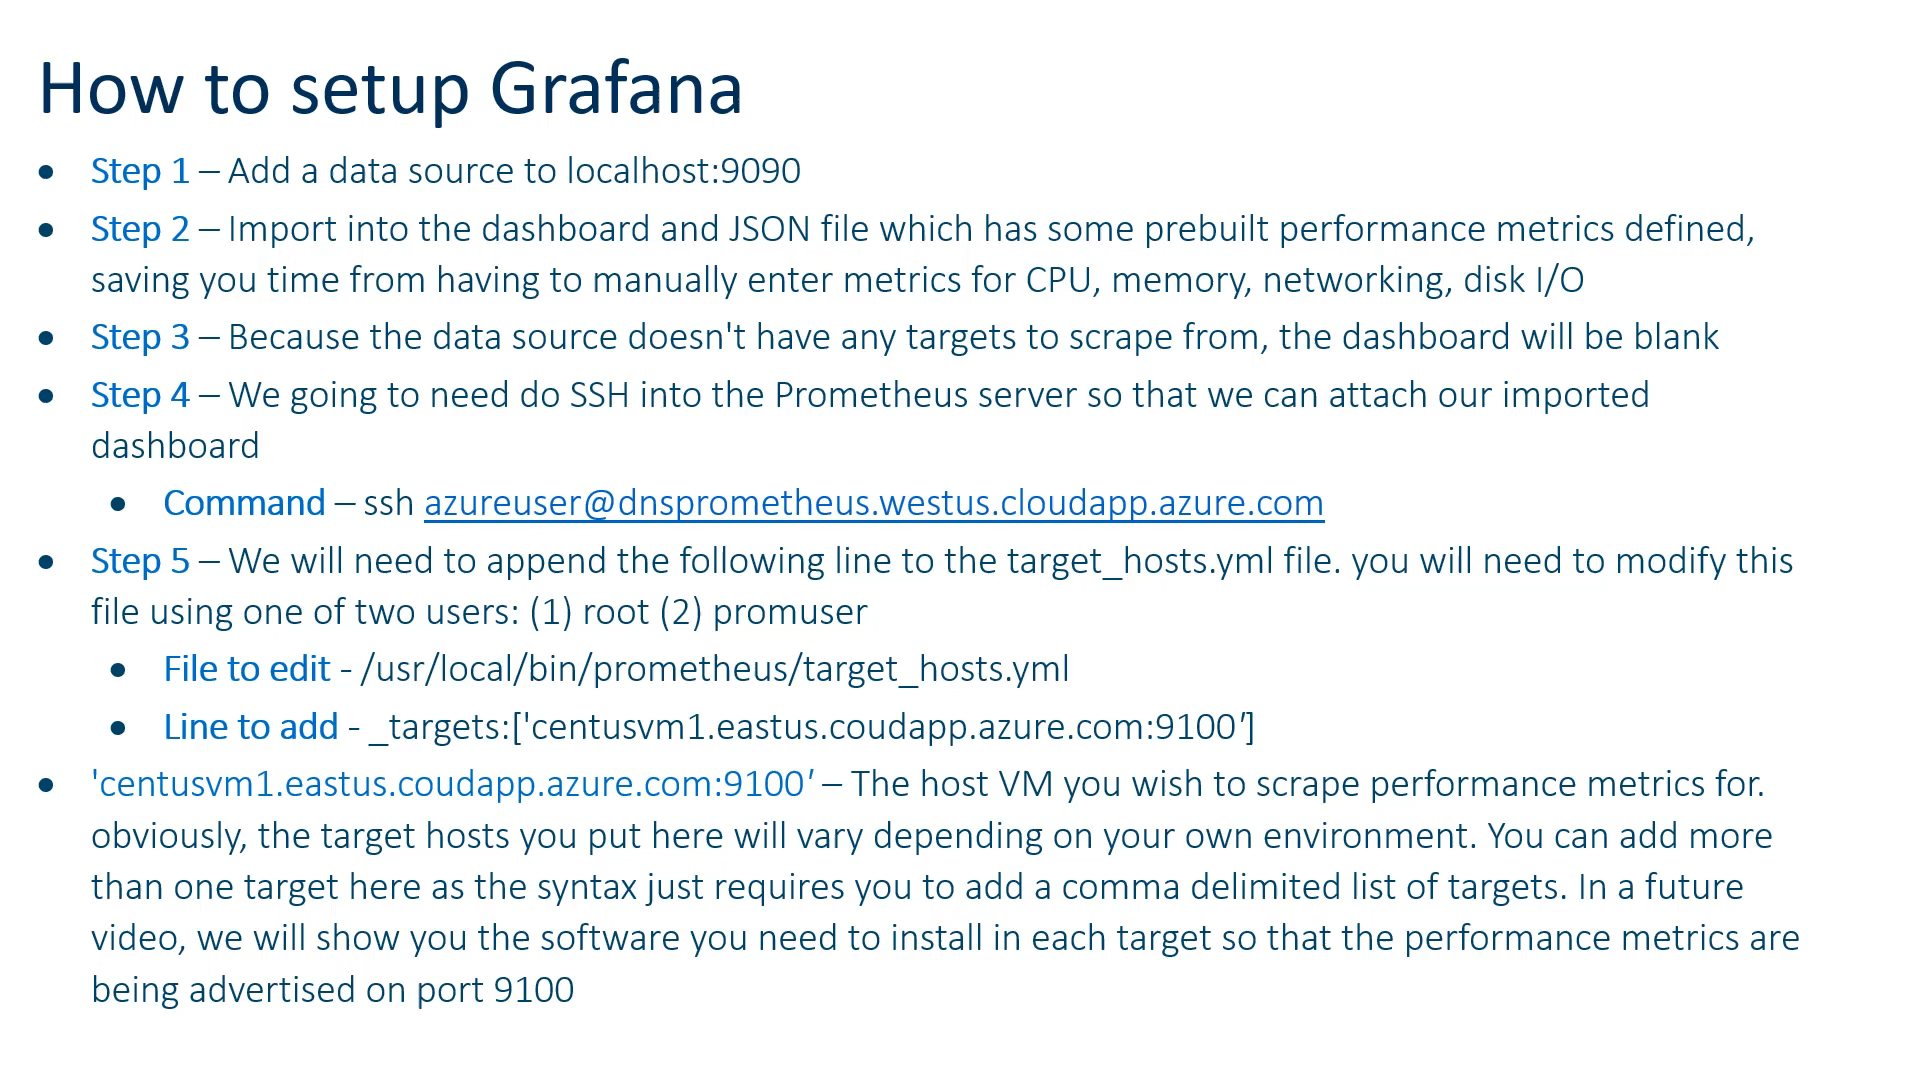 How to setup Grafana
• Step 1 – Add a data source to localhost:9090
• Step 2 – Import into the dashboard and JSON file which has some prebuilt performance metrics defined,
saving you time from having to manually enter metrics for CPU, memory, networking, disk I/O
• Step 3 – Because the data source doesn't have any targets to scrape from, the dashboard will be blank
• Step 4 – We going to need do SSH into the Prometheus server so that we can attach our imported
dashboard
• Command – ssh azureuser@dnsprometheus.westus.cloudapp.azure.com
• Step 5 – We will need to append the following line to the target_hosts.yml file. you will need to modify this
file using one of two users: (1) root (2) promuser
• File to edit - /usr/local/bin/prometheus/target_hosts.yml
• Line to add - _targets:['centusvm1.eastus.coudapp.azure.com:9100′]
• 'centusvm1.eastus.coudapp.azure.com:9100′ – The host VM you wish to scrape performance metrics for.
obviously, the target hosts you put here will vary depending on your own environment. You can add more
than one target here as the syntax just requires you to add a comma delimited list of targets. In a future
video, we will show you the software you need to install in each target so that the performance metrics are
being advertised on port 9100